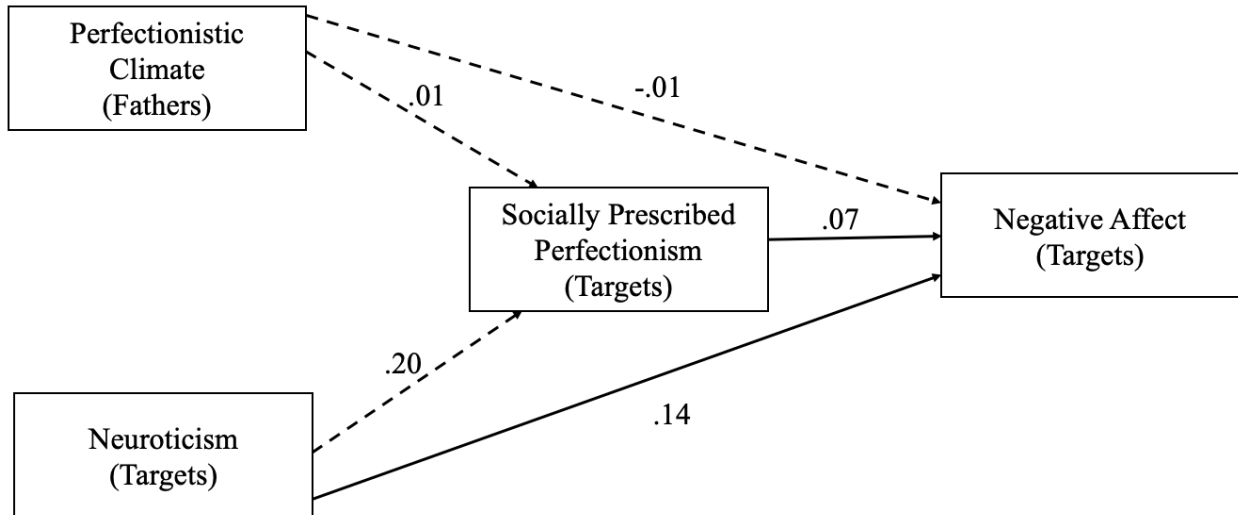 Perfectionistic
Climate
(Fathers)
-.01
.01
Socially Prescribed
Perfectionism
(Targets)
.07
Negative Affect
(Targets)
.20
.14
Neuroticism
(Targets)